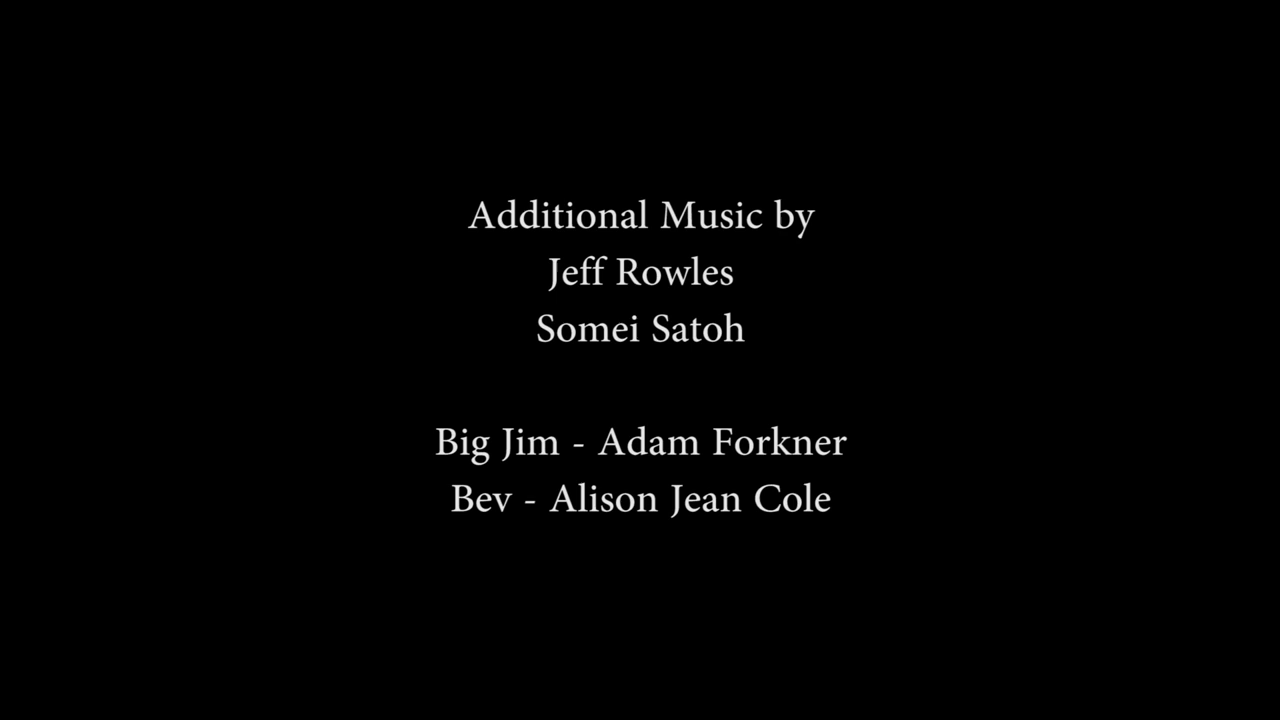 Additional Music by
Jeff Rowles
Somei Satoh
Big Jim - Adam Forkner
Bev - Alison Jean Cole